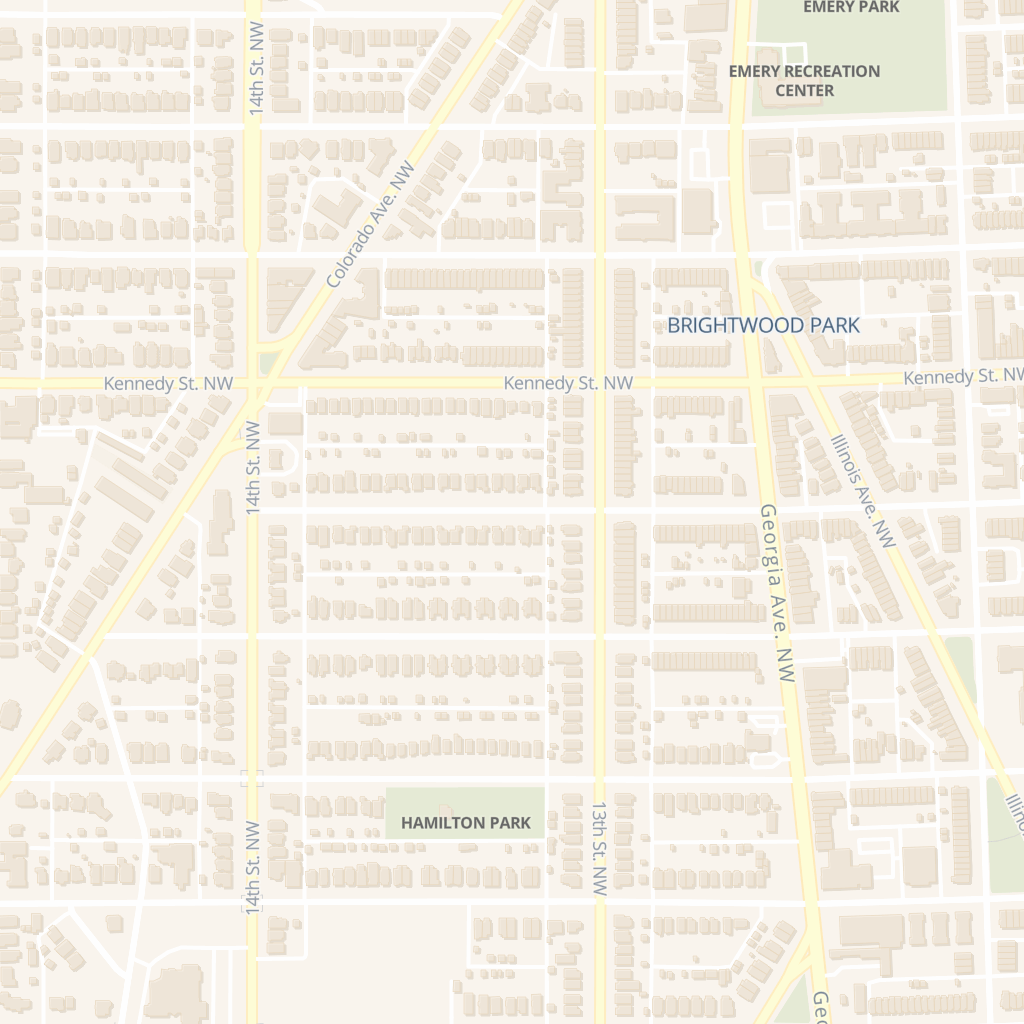 EMERY PARK
14th St. NW
EMERY RECREATION
CENTER
Colorado Ave. NW
BRIGHTWOOD PARK
Kennedy St. NW
Kennedy St. NW
Kennedy St. NW
14th St. NW
Illinois Ave. NW
Georgia Ave. NW
HAMILTON PARK
13th St. NW
14th St. NW